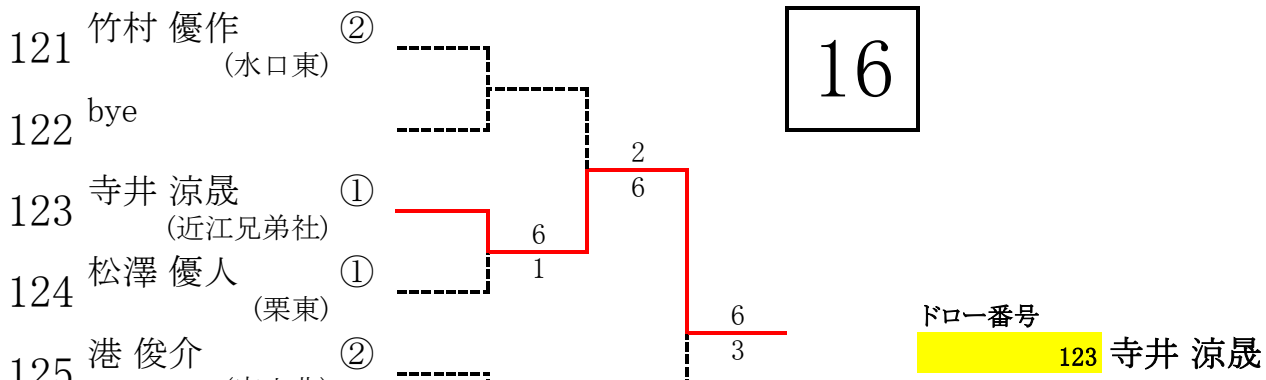 121 竹村 優作 ②
(水口東)
16
122 bye
2
123 寺井 涼晟 ①
6
(近江兄弟社)
6
124 松澤 優人 ①
1
(栗東)
6
ドロー番号
125 港 俊介 ②
3
123 寺井 涼晟